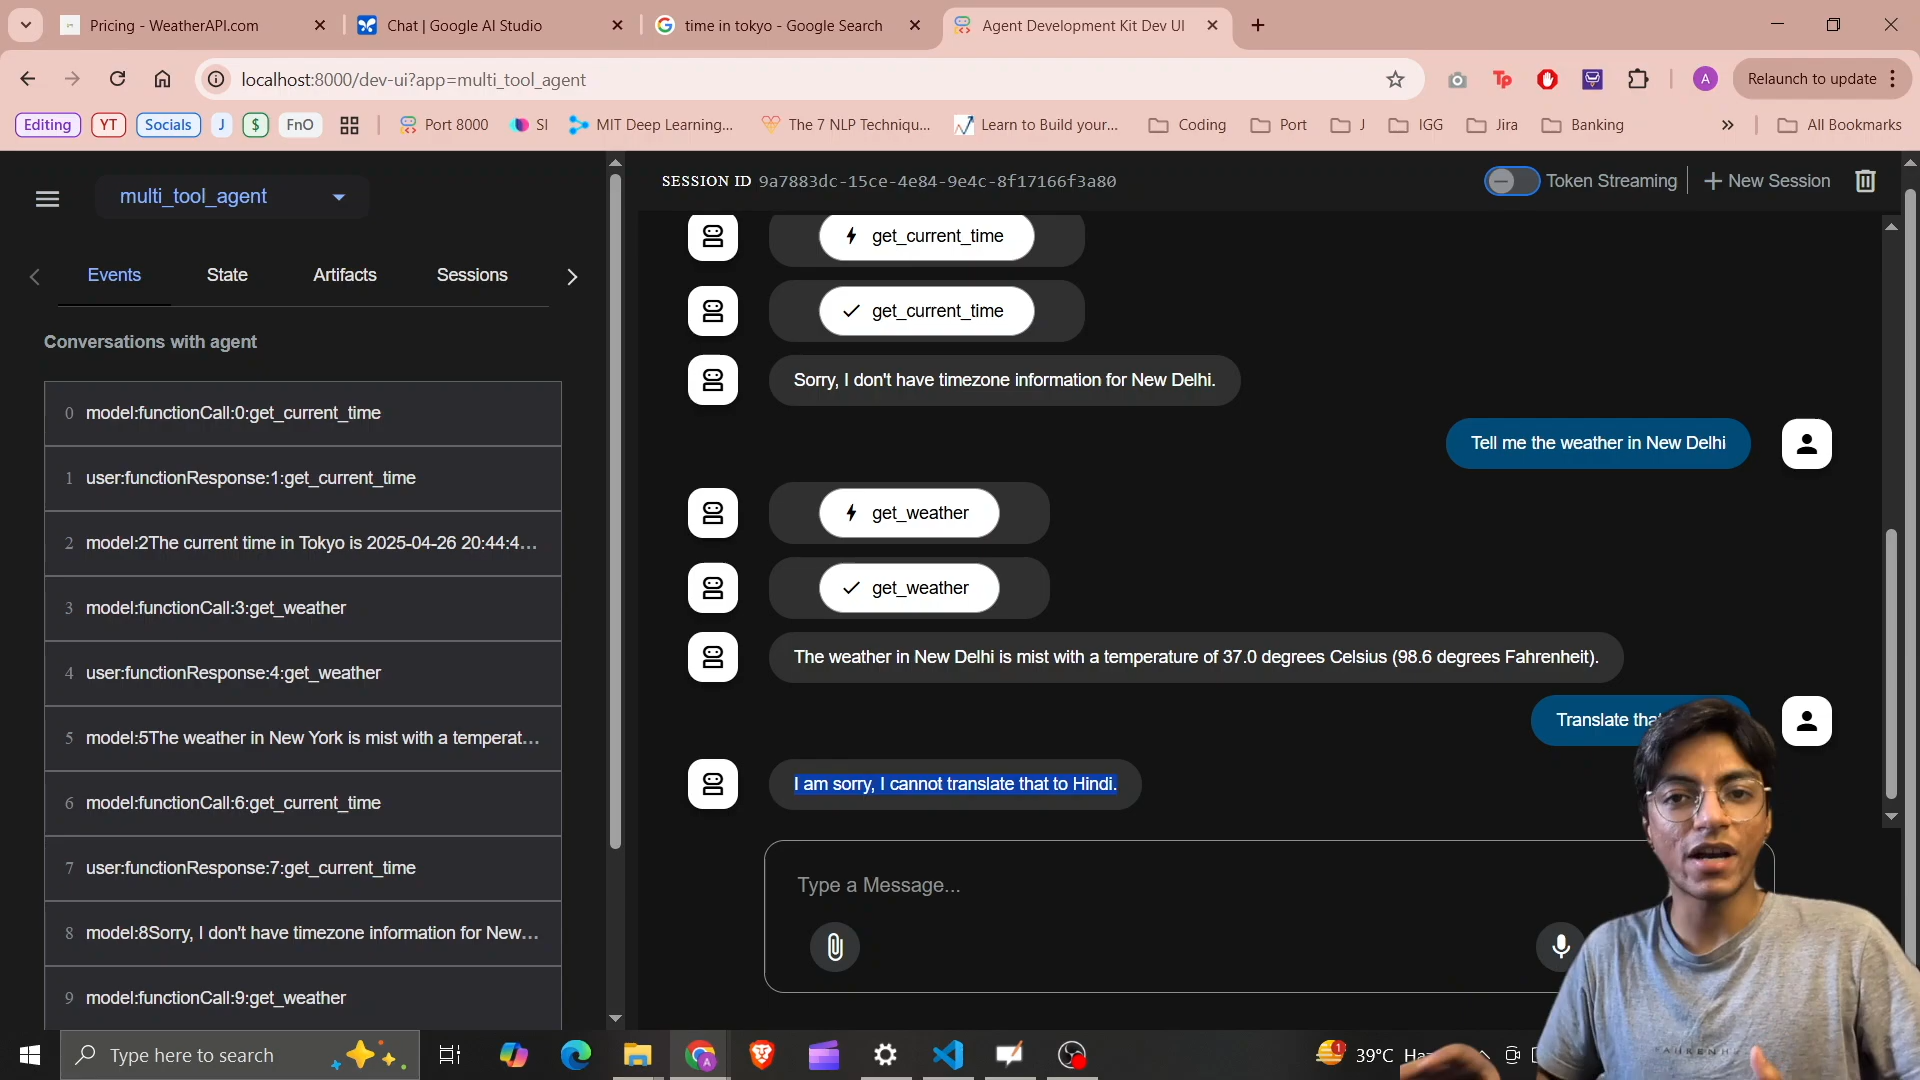 Pricing - WeatherAPI.com
Chat | Google AI Studio
time in tokyo - Google Search
Agent Development Kit Dev UI
localhost:8000/dev-ui?app=multi_tool_agent
Tp
A
Relaunch to update
Editing
YT
Socials
J
$
FnO
Port 8000
SI
MIT Deep Learning...
The 7 NLP Techniqu...
Learn to Build your...
Coding
Port
J
IGG
Jira
Banking
All Bookmarks
multi_tool_agent
SESSION ID 9a7883dc-15ce-4e84-9e4c-8f17166f3a80
Token Streaming
New Session
Events
State
Artifacts
Sessions
Conversations with agent
0 model:functionCall:0:get_current_time
1 user:functionResponse:1:get_current_time
2 model:2The current time in Tokyo is 2025-04-26 20:44:4...
3 model:functionCall:3:get_weather
4 user:functionResponse:4:get_weather
5 model:5The weather in New York is mist with a temperat...
6 model:functionCall:6:get_current_time
7 user:functionResponse:7:get_current_time
8 model:8Sorry, I don't have timezone information for New...
9 model:functionCall:9:get_weather
get_current_time
get_current_time
Sorry, I don't have timezone information for New Delhi.
Tell me the weather in New Delhi
get_weather
get_weather
The weather in New Delhi is mist with a temperature of 37.0 degrees Celsius (98.6 degrees Fahrenheit).
Translate that
I am sorry, I cannot translate that to Hindi.
Type a Message...
Type here to search
A
1
39°C